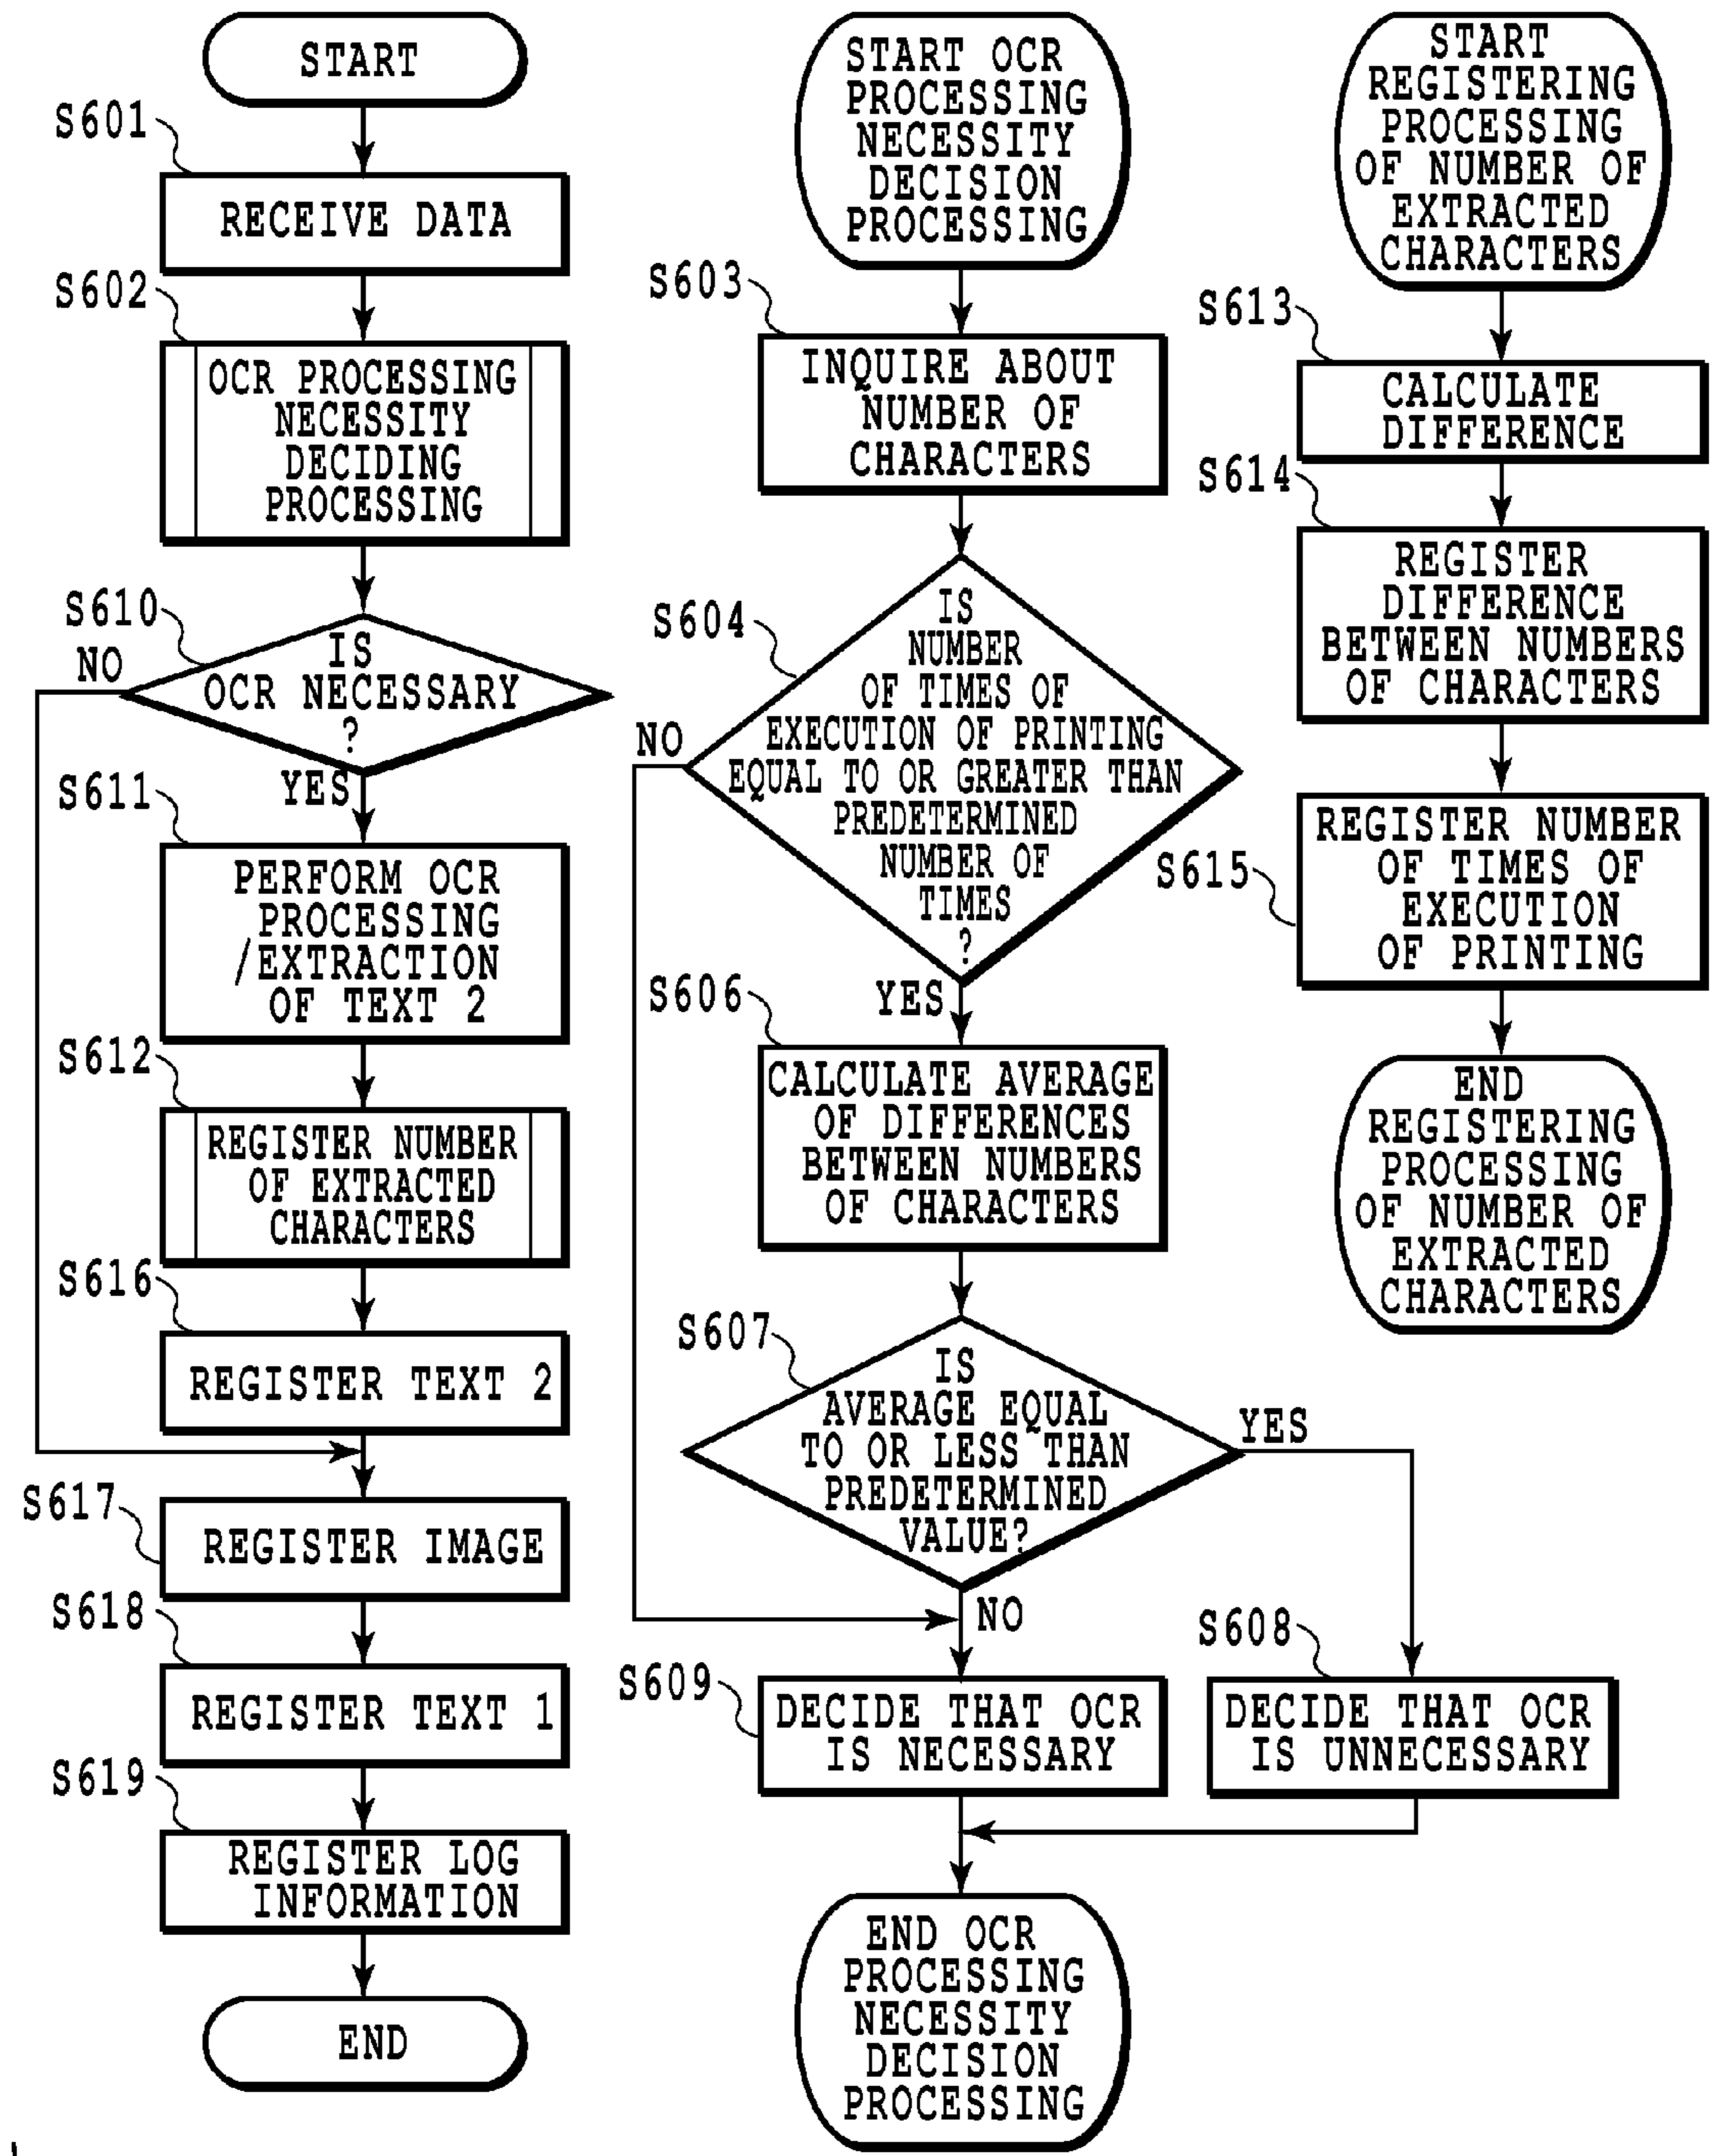 START
S601
RECEIVE DATA
S602
OCR PROCESSING
NECESSITY
DECIDING
PROCESSING
S610
IS
OCR NECESSARY
?
NO
YES
S611
PERFORM OCR
PROCESSING
/EXTRACTION
OF TEXT 2
S612
REGISTER NUMBER
OF EXTRACTED
CHARACTERS
S616
REGISTER TEXT 2
S617
REGISTER IMAGE
S618
REGISTER TEXT 1
S619
REGISTER LOG
INFORMATION
END
START OCR
PROCESSING
NECESSITY
DECISION
PROCESSING
S603
INQUIRE ABOUT
NUMBER OF
CHARACTERS
S604
IS
NUMBER
OF TIMES OF
EXECUTION OF PRINTING
EQUAL TO OR GREATER THAN
PREDETERMINED
NUMBER OF
TIMES
?
NO
YES
S606
CALCULATE AVERAGE
OF DIFFERENCES
BETWEEN NUMBERS
OF CHARACTERS
S607
IS
AVERAGE EQUAL
TO OR LESS THAN
PREDETERMINED
VALUE?
YES
NO
S609
DECIDE THAT OCR
IS NECESSARY
S608
DECIDE THAT OCR
IS UNNECESSARY
END OCR
PROCESSING
NECESSITY
DECISION
PROCESSING
START
REGISTERING
PROCESSING
OF NUMBER OF
EXTRACTED
CHARACTERS
S613
CALCULATE
DIFFERENCE
S614
REGISTER
DIFFERENCE
BETWEEN NUMBERS
OF CHARACTERS
S615
REGISTER NUMBER
OF TIMES OF
EXECUTION
OF PRINTING
END
REGISTERING
PROCESSING
OF NUMBER OF
EXTRACTED
CHARACTERS